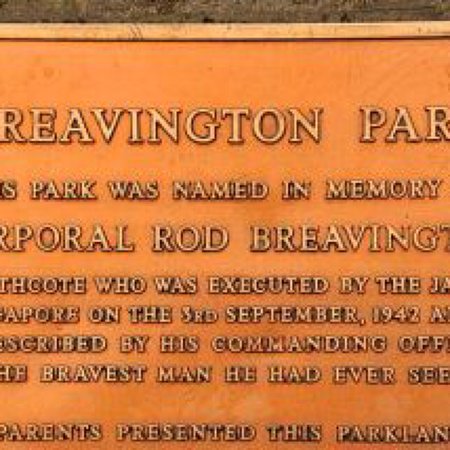 REAVINGTON PAR
IS PARK WAS NAMED IN MEMORY
RPORAL ROD BREAVINGT
THCOTE WHO WAS EXECUTED BY THE JA
GAPORE ON THE 3RD SEPTEMBER, 1942 A
SCRIBED BY HIS COMMANDING OFF
HE BRAVEST MAN HE HAD EVER SEE
PARENTS PRESENTED THIS PARKLAN